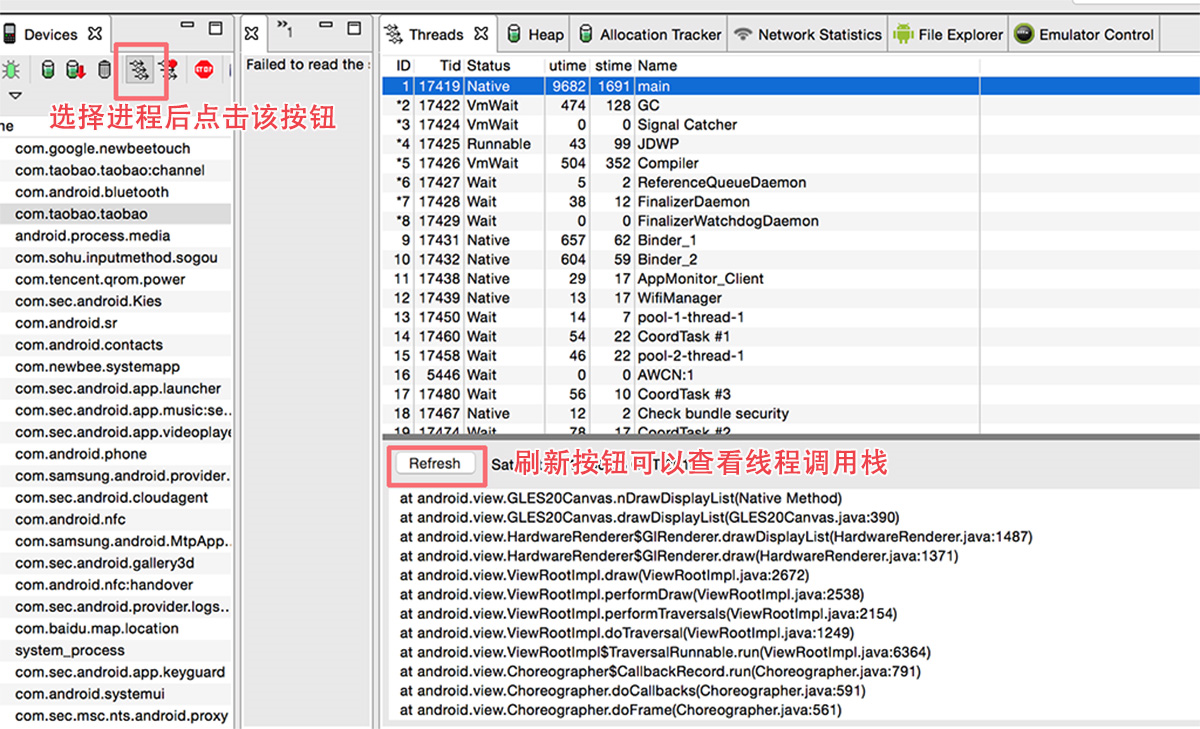 Devices
»1
Threads Heap Allocation Tracker Network Statistics File Explorer Emulator Control
STOP
选择进程后点击该按钮
me
com.google.newbeetouch
com.taobao.taobao:channel
com.android.bluetooth
com.taobao.taobao
android.process.media
com.sohu.inputmethod.sogou
com.tencent.qrom.power
com.sec.android.Kies
com.android.sr
com.android.contacts
com.newbee.systemapp
com.sec.android.app.launcher
com.sec.android.app.music:se..
com.sec.android.app.videoplaye
com.android.phone
com.samsung.android.provider.
com.sec.android.cloudagent
com.android.nfc
com.samsung.android.MtpApp..
com.sec.android.gallery3d
com.android.nfc:handover
com.sec.android.provider.logs..
com.baidu.map.location
system_process
com.sec.android.app.keyguard
com.android.systemui
com.sec.msc.nts.android.proxy
Failed to read the
ID Tid Status utime stime Name
1 17419 Native 9682 1691 main
*2 17422 VmWait 474 128 GC
*3 17424 VmWait 0 0 Signal Catcher
*4 17425 Runnable 43 99 JDWP
*5 17426 VmWait 504 352 Compiler
*6 17427 Wait 5 2 ReferenceQueueDaemon
*7 17428 Wait 38 12 FinalizerDaemon
*8 17429 Wait 0 0 FinalizerWatchdogDaemon
9 17431 Native 657 62 Binder_1
10 17432 Native 604 59 Binder_2
11 17438 Native 29 17 AppMonitor_Client
12 17439 Native 13 17 WifiManager
13 17450 Wait 14 7 pool-1-thread-1
14 17460 Wait 54 22 CoordTask #1
15 17458 Wait 46 22 pool-2-thread-1
16 5446 Wait 0 0 AWCN:1
17 17480 Wait 56 10 CoordTask #3
18 17467 Native 12 2 Check bundle security
19 17474 Wait 78 17 CoordTask #2
Refresh Sat 刷新按钮可以查看线程调用栈
at android.view.GLES20Canvas.nDrawDisplayList(Native Method)
at android.view.GLES20Canvas.drawDisplayList(GLES20Canvas.java:390)
at android.view.HardwareRenderer$GlRenderer.drawDisplayList(HardwareRenderer.java:1487)
at android.view.HardwareRenderer$GlRenderer.draw(HardwareRenderer.java:1371)
at android.view.ViewRootImpl.draw(ViewRootImpl.java:2672)
at android.view.ViewRootImpl.performDraw(ViewRootImpl.java:2538)
at android.view.ViewRootImpl.performTraversals(ViewRootImpl.java:2154)
at android.view.ViewRootImpl.doTraversal(ViewRootImpl.java:1249)
at android.view.ViewRootImpl$TraversalRunnable.run(ViewRootImpl.java:6364)
at android.view.Choreographer$CallbackRecord.run(Choreographer.java:791)
at android.view.Choreographer.doCallbacks(Choreographer.java:591)
at android.view.Choreographer.doFrame(Choreographer.java:561)